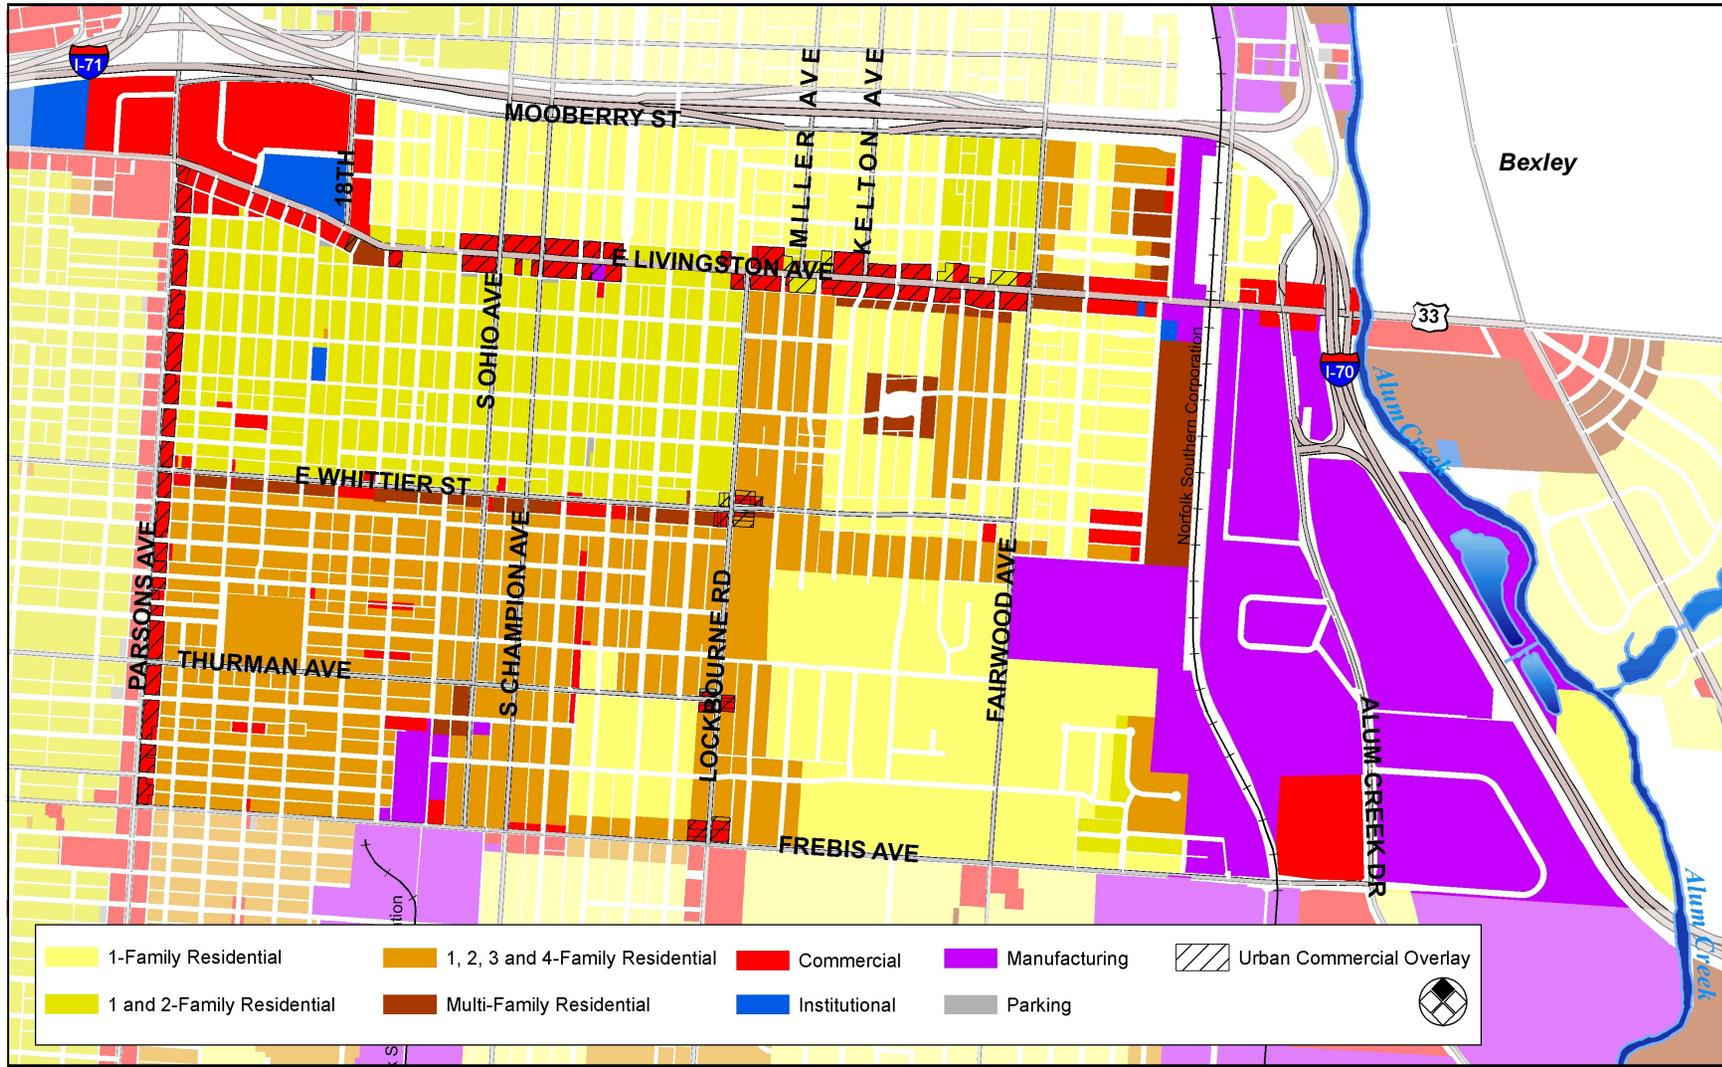 I-71
MOOBERRY ST
MILLER AVE
KELTON AVE
Bexley
18TH
E LIVINGSTON AVE
33
I-70
Alum Creek
S OHIO AVE
Norfolk Southern Corporation
E WHITTIER ST
PARSONS AVE
S CHAMPION AVE
LOCKBOURNE RD
FAIRWOOD AVE
THURMAN AVE
ALUM CREEK DR
FREBIS AVE
Alum Creek
ation
1-Family Residential
1, 2, 3 and 4-Family Residential
Commercial
Manufacturing
Urban Commercial Overlay
1 and 2-Family Residential
Multi-Family Residential
Institutional
Parking
k S